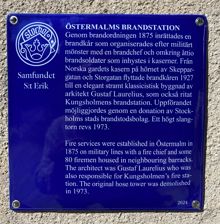 ÖSTERMALMS BRANDSTATION
Genom brandordningen 1875 inrättades en
brandkår som organiserades efter militärt
mönster med en brandchef och omkring åttio
brandsoldater som inhystes i kaserner. Från
Norska gardets kasern på hörnet av Skeppar-
gatan och Storgatan flyttade brandkåren 1927
till en elegant stramt klassicistisk byggnad av
arkitekt Gustaf Laurelius, som också ritat
Kungsholmens brandstation. Uppförandet
möjliggjordes genom en donation av Stock-
holms stads brandstodsbolag. Ett högt slang-
torn revs 1973.
Fire services were established in Östermalm in
1875 on military lines with a fire chief and some
80 firemen housed in neighbouring barracks.
The architect was Gustaf Laurelius who was
also responsible for Kungsholmen's fire sta-
tion. The original hose tower was demolished
in 1973.
2024
Samfundet
S:t Erik